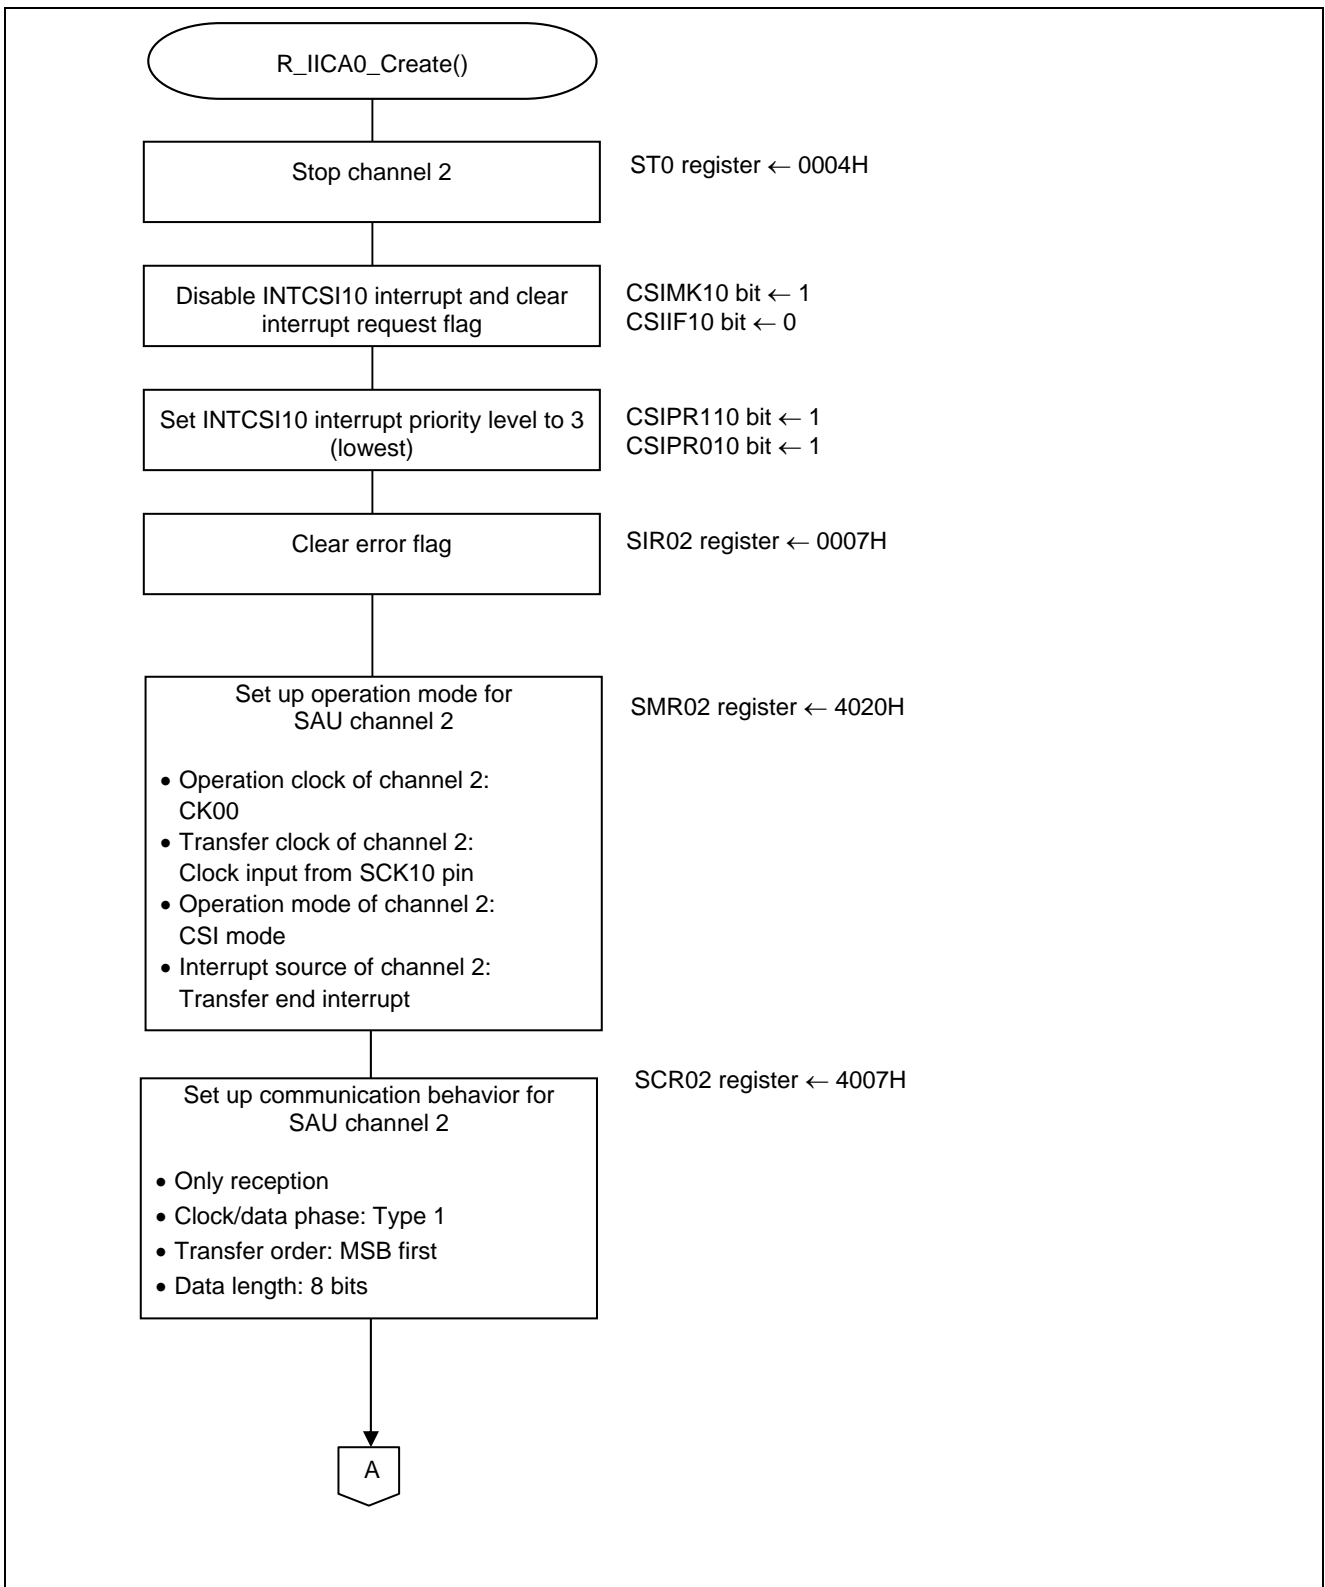 R_IICA0_Create()
Stop channel 2
ST0 register ← 0004H
Disable INTCSI10 interrupt and clear
interrupt request flag
CSIMK10 bit ← 1
CSIIF10 bit ← 0
Set INTCSI10 interrupt priority level to 3
(lowest)
CSIPR110 bit ← 1
CSIPR010 bit ← 1
Clear error flag
SIR02 register ← 0007H
Set up operation mode for
SAU channel 2
SMR02 register ← 4020H
• Operation clock of channel 2:
CK00
• Transfer clock of channel 2:
Clock input from SCK10 pin
• Operation mode of channel 2:
CSI mode
• Interrupt source of channel 2:
Transfer end interrupt
Set up communication behavior for
SAU channel 2
SCR02 register ← 4007H
• Only reception
• Clock/data phase: Type 1
• Transfer order: MSB first
• Data length: 8 bits
A